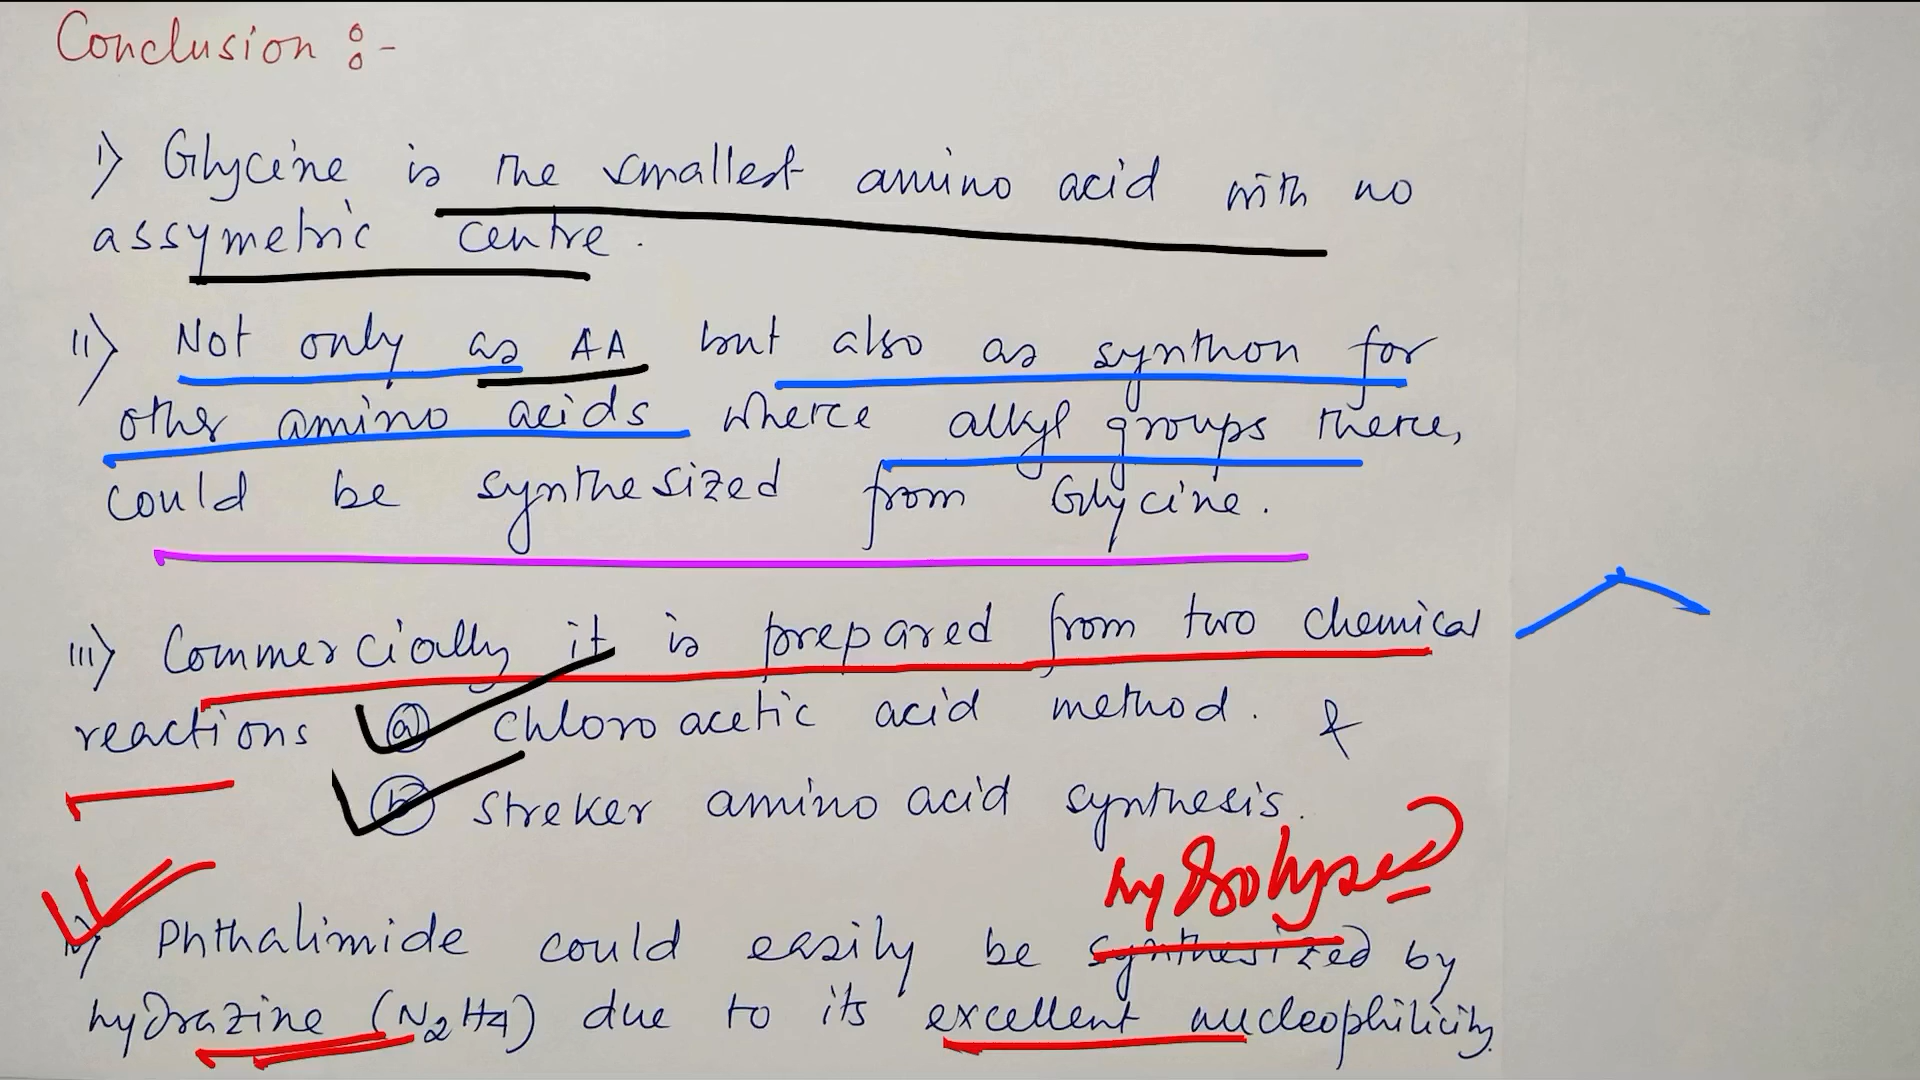 Conclusion :-
I) Glycine is the smallest amino acid with no
assymetric centre.
II) Not only as AA but also as synthon for
other amino acids where alkyl groups there,
could be synthesized from Glycine.
III) Commercially it is prepared from two chemical
reactions (a) chloro acetic acid method. &
(b) streker amino acid synthesis.
hydrolysed
IV) Phthalimide could easily be synthesized by
hydrazine (N2H4) due to its excellent nucleophilicity.